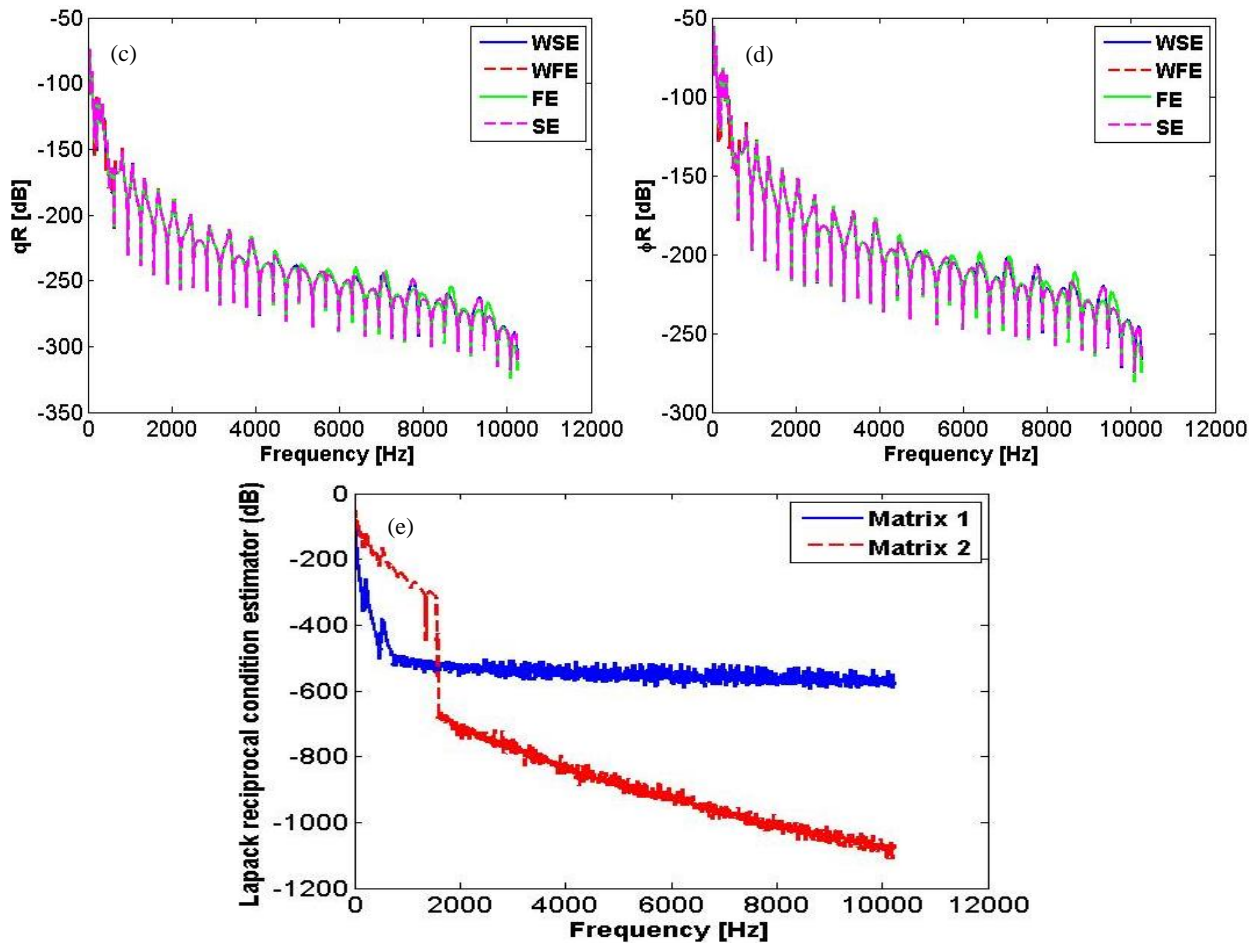 -50
-100
-150
-200
-250
-300
-350
qR [dB]
(c)
WSE
WFE
FE
SE
0 2000 4000 6000 8000 10000 12000
Frequency [Hz]
-50
-100
-150
-200
-250
-300
ϕR [dB]
(d)
WSE
WFE
FE
SE
0 2000 4000 6000 8000 10000 12000
Frequency [Hz]
0
-200
-400
-600
-800
-1000
-1200
Lapack reciprocal condition estimator (dB)
(e)
Matrix 1
Matrix 2
0 2000 4000 6000 8000 10000 12000
Frequency [Hz]